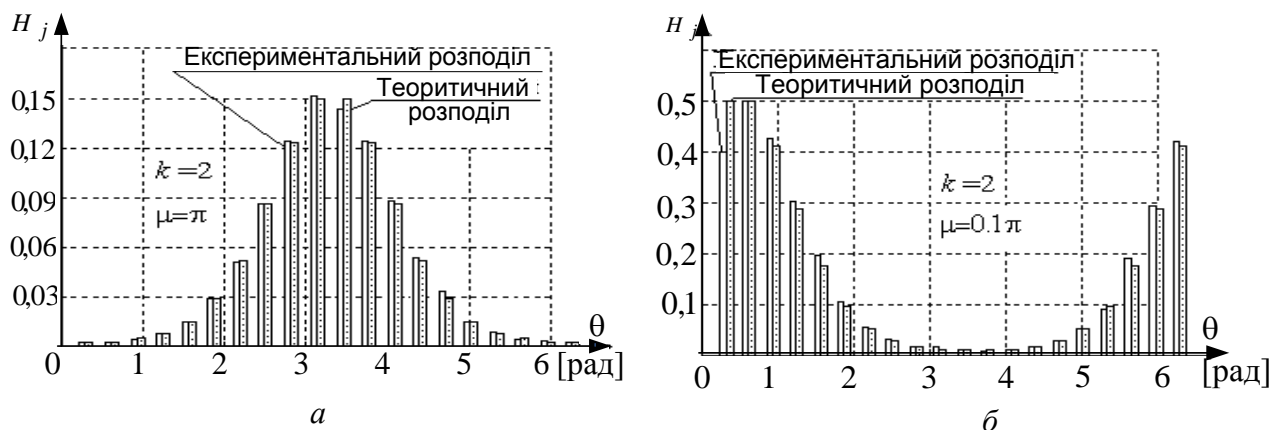 H j
Експериментальний розподіл
Теоритичний
розподіл
0,15
0,12
0,09
0,06
0,03
k=2
μ=π
0 1 2 3 4 5 6 [рад]
θ
а
H j
Експериментальний розподіл
Теоритичний розподіл
0,5
0,4
0,3
0,2
0,1
k=2
μ=0.1π
θ
0 1 2 3 4 5 6 [рад]
б